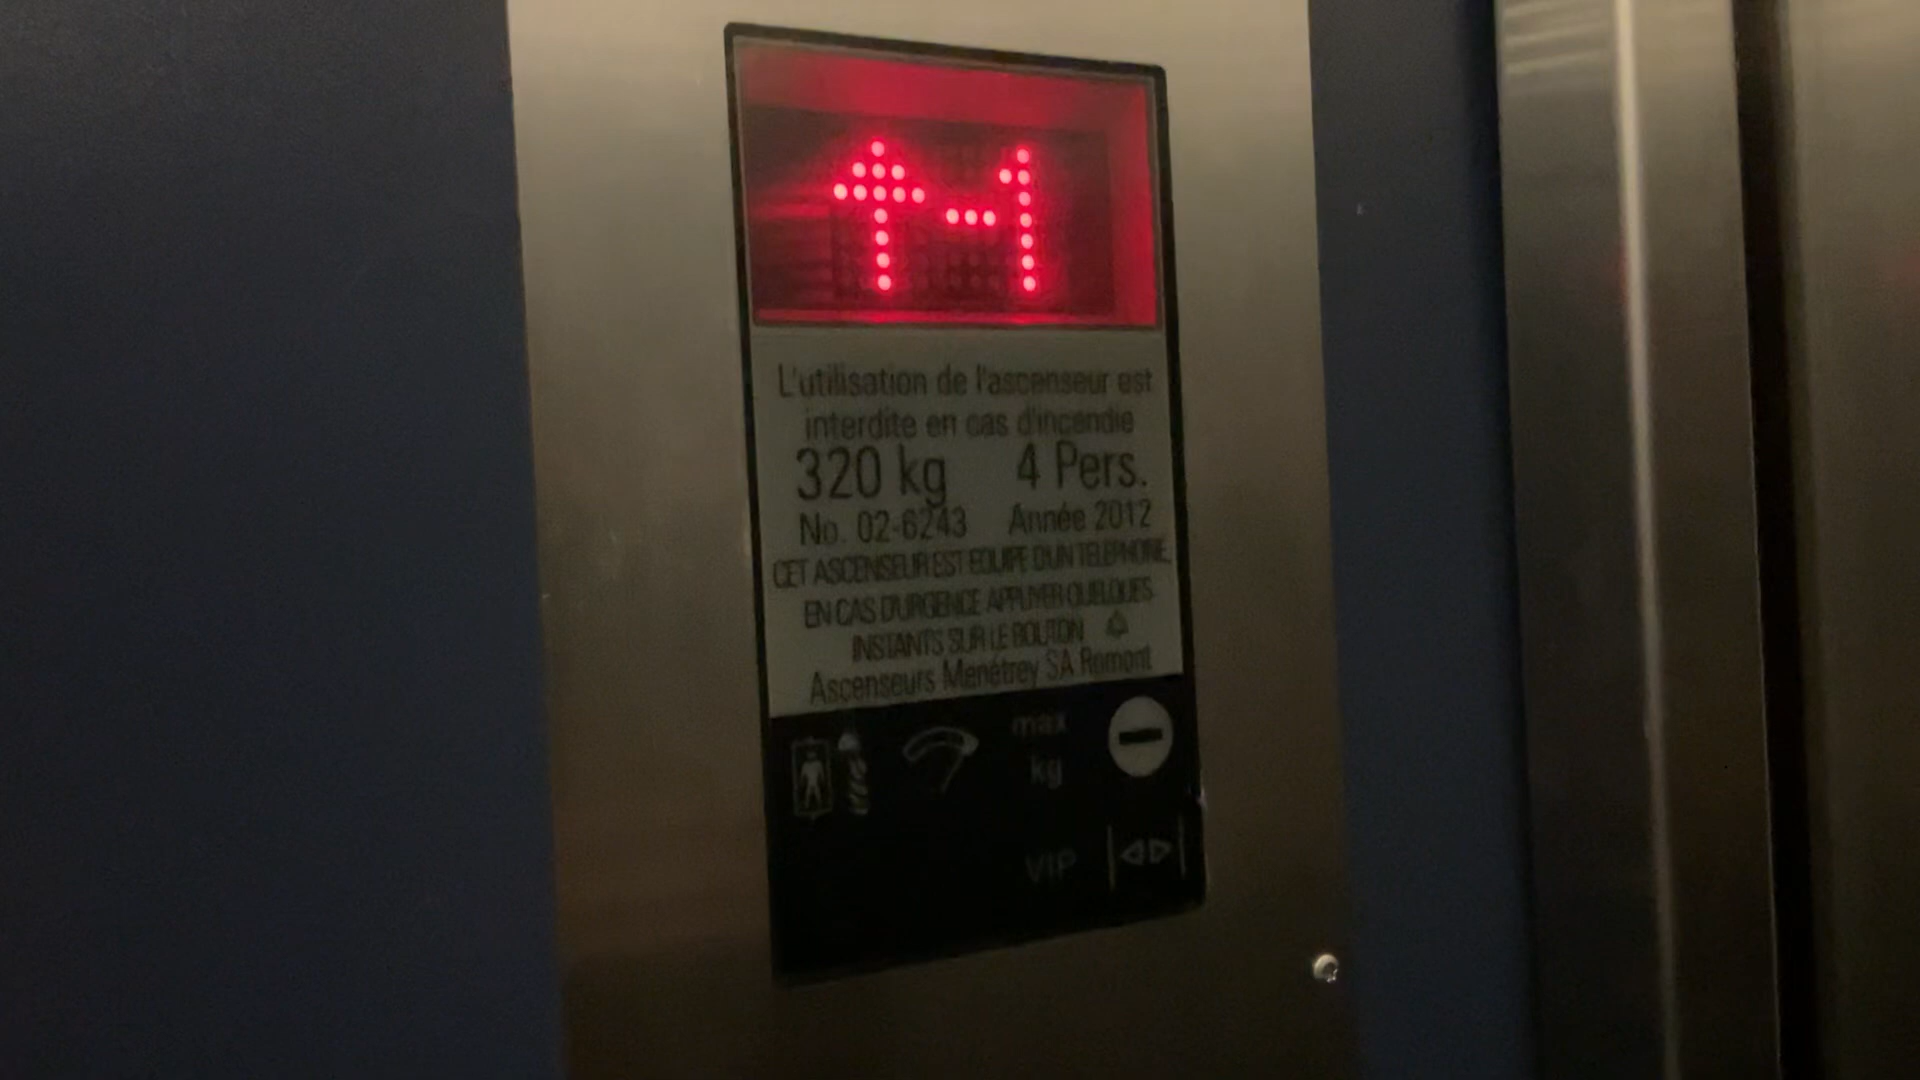 -1
L'utilisation de l'ascenseur est
interdite en cas d'incendie
320 kg 4 Pers.
No. 02-6243 Année 2012
CET ASCENSEUR EST EQUIPE D'UN TELEPHONE,
EN CAS D'URGENCE APPUYER QUELQUES
INSTANTS SUR LE BOUTON
Ascenseurs Menétrey SA Romont
max
kg
VIP